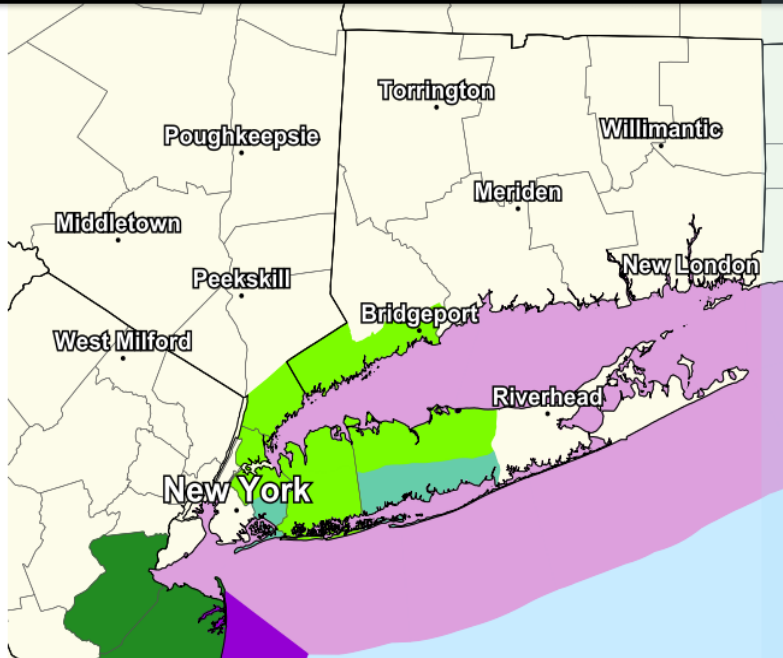 Torrington
Poughkeepsie
Willimantic
Meriden
Middletown
New London
Peekskill
Bridgeport
West Milford
Riverhead
New York